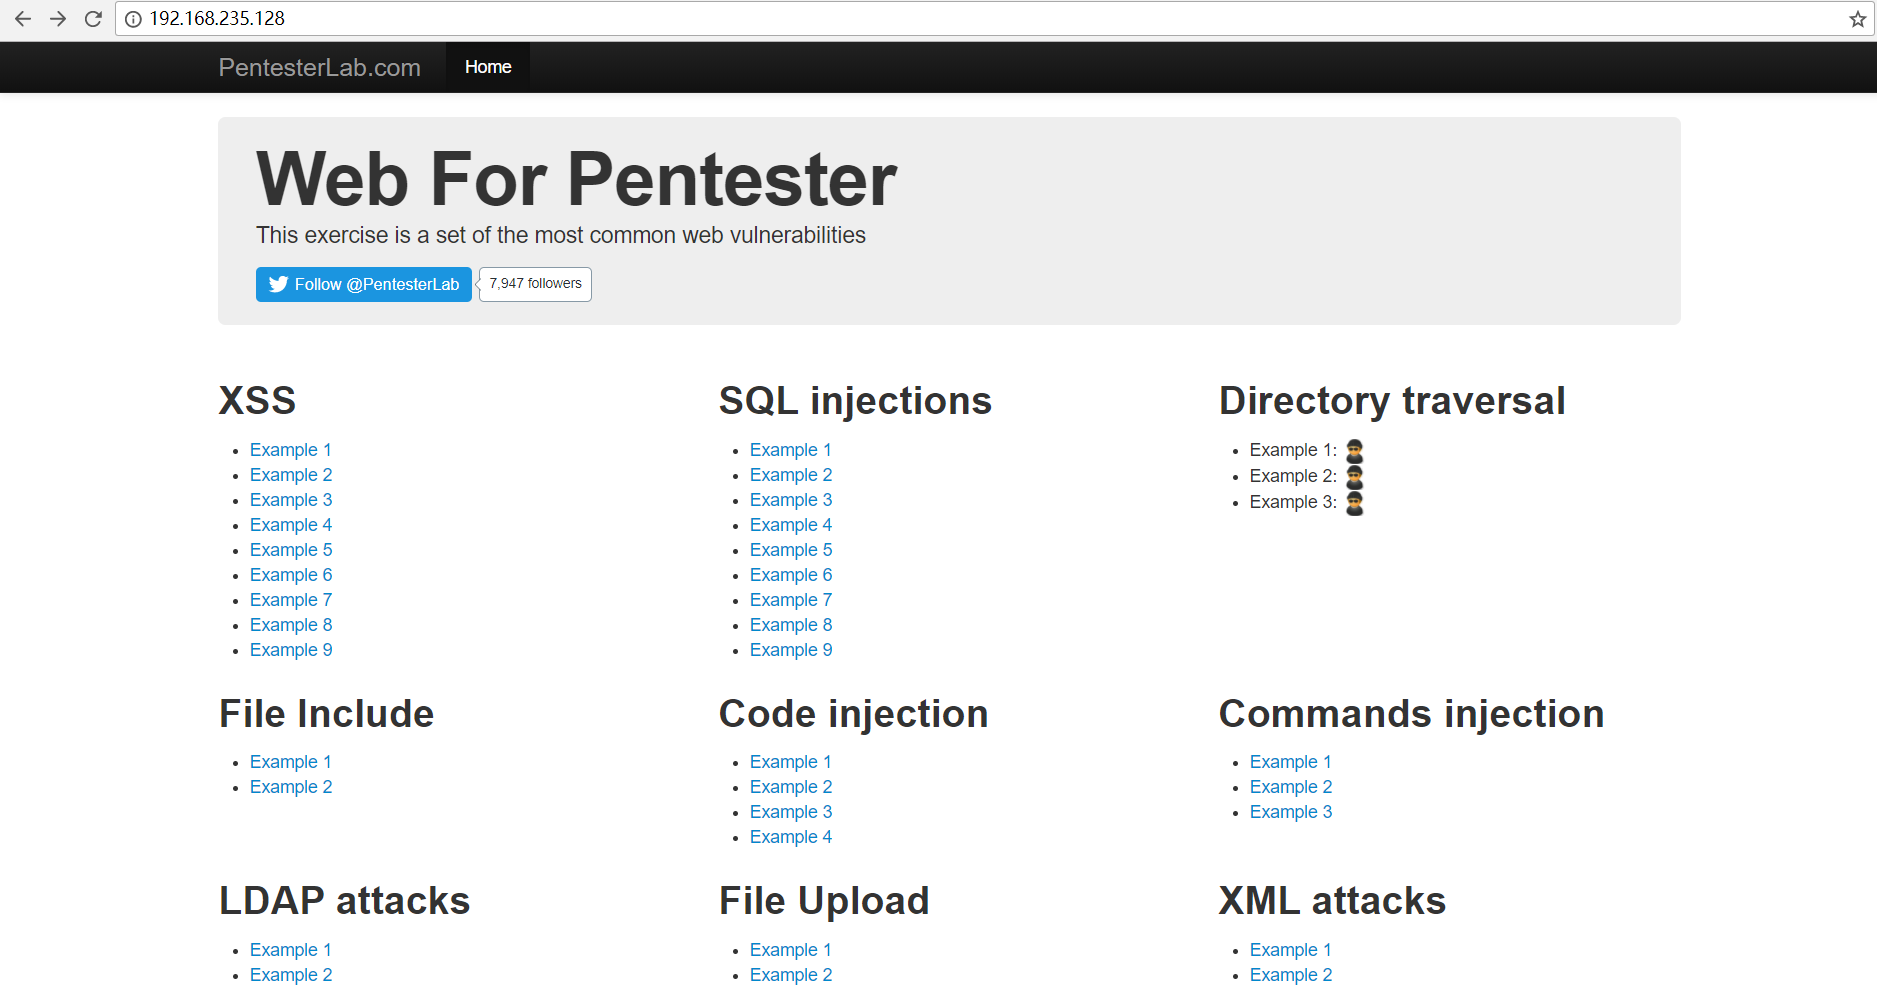 192.168.235.128
PentesterLab.com Home
Web For Pentester
This exercise is a set of the most common web vulnerabilities
Follow @PentesterLab 7,947 followers
XSS
Example 1
Example 2
Example 3
Example 4
Example 5
Example 6
Example 7
Example 8
Example 9
SQL injections
Example 1
Example 2
Example 3
Example 4
Example 5
Example 6
Example 7
Example 8
Example 9
Directory traversal
Example 1:
Example 2:
Example 3:
File Include
Example 1
Example 2
Code injection
Example 1
Example 2
Example 3
Example 4
Commands injection
Example 1
Example 2
Example 3
LDAP attacks
Example 1
Example 2
File Upload
Example 1
Example 2
XML attacks
Example 1
Example 2